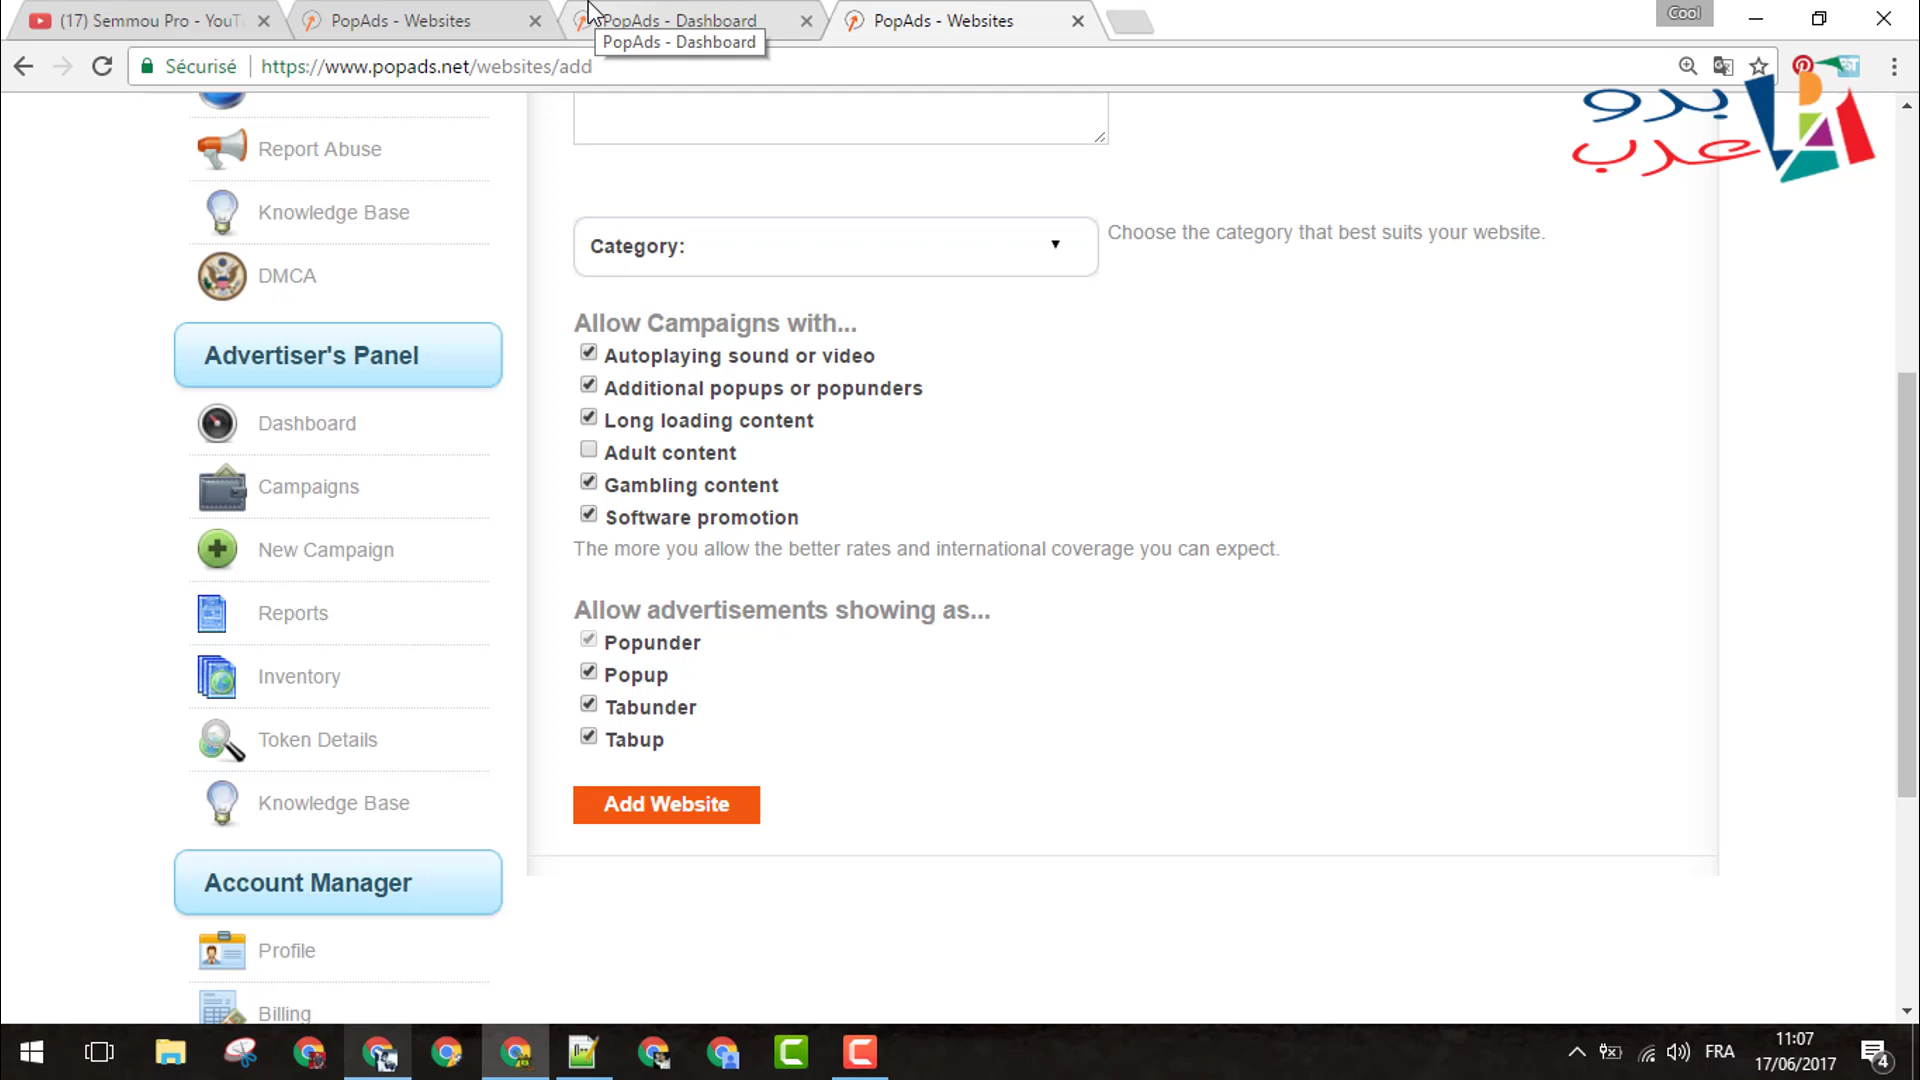 (17) Semmou Pro - YouT
PopAds - Websites
PopAds - Dashboard
PopAds - Websites
Cool
PopAds - Dashboard
Sécurisé
https://www.popads.net/websites/add
بدو
عرب
Report Abuse
Knowledge Base
DMCA
Advertiser's Panel
Dashboard
Campaigns
New Campaign
Reports
Inventory
Token Details
Knowledge Base
Account Manager
Profile
Billing
Category:
Choose the category that best suits your website.
Allow Campaigns with...
Autoplaying sound or video
Additional popups or popunders
Long loading content
Adult content
Gambling content
Software promotion
The more you allow the better rates and international coverage you can expect.
Allow advertisements showing as...
Popunder
Popup
Tabunder
Tabup
Add Website
FRA
11:07
17/06/2017
4